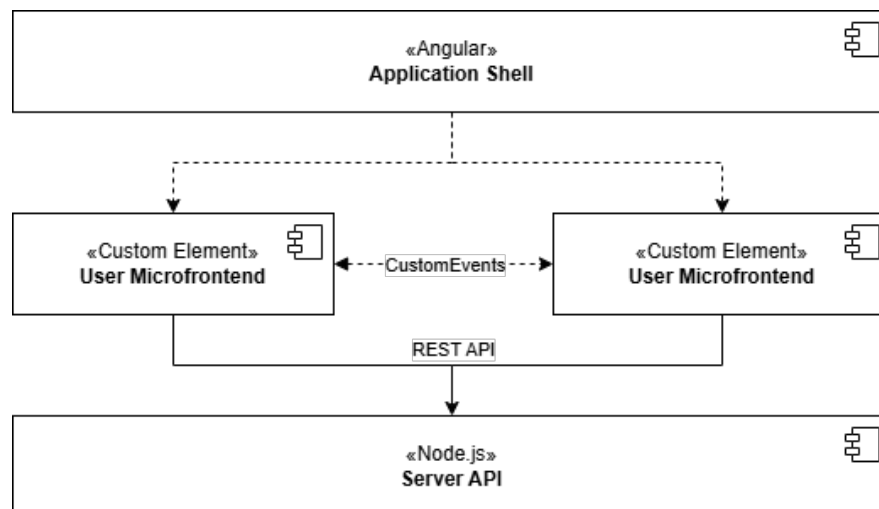 «Angular»
Application Shell
«Custom Element»
User Microfrontend
CustomEvents
«Custom Element»
User Microfrontend
REST API
«Node.js»
Server API